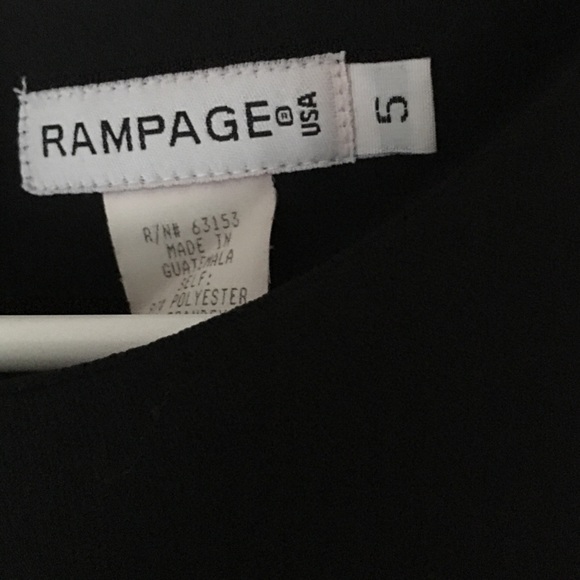 RAMPAGE® USA
5
R/N# 63153
MADE IN
GUATEMALA
SELF:
POLYESTER